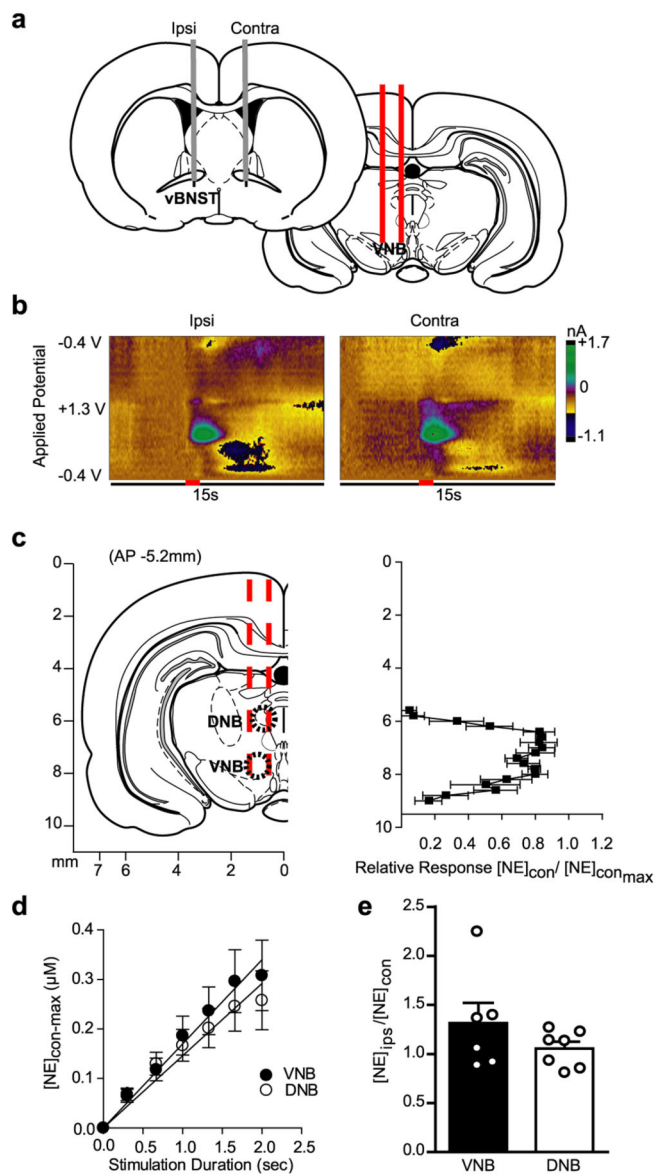 a
Ipsi Contra
vBNST
VNB
b
Ipsi Contra
nA
Applied Potential
-0.4 V
+1.3 V
-0.4 V
+1.7
0
-1.1
15s 15s
c
(AP -5.2mm)
0
2
4
6
8
10
mm
7 6 4 2 0
DNB
VNB
0
2
4
6
8
10
0.2 0.4 0.6 0.8 1.0 1.2
Relative Response [NE]con/ [NE]conmax
d
[NE]con-max (µM)
0.4
0.3
0.2
0.1
0.0
0.0 0.5 1.0 1.5 2.0 2.5
Stimulation Duration (sec)
VNB
DNB
e
[NE]ips/[NE]con
2.5
2.0
1.5
1.0
0.5
0.0
VNB DNB